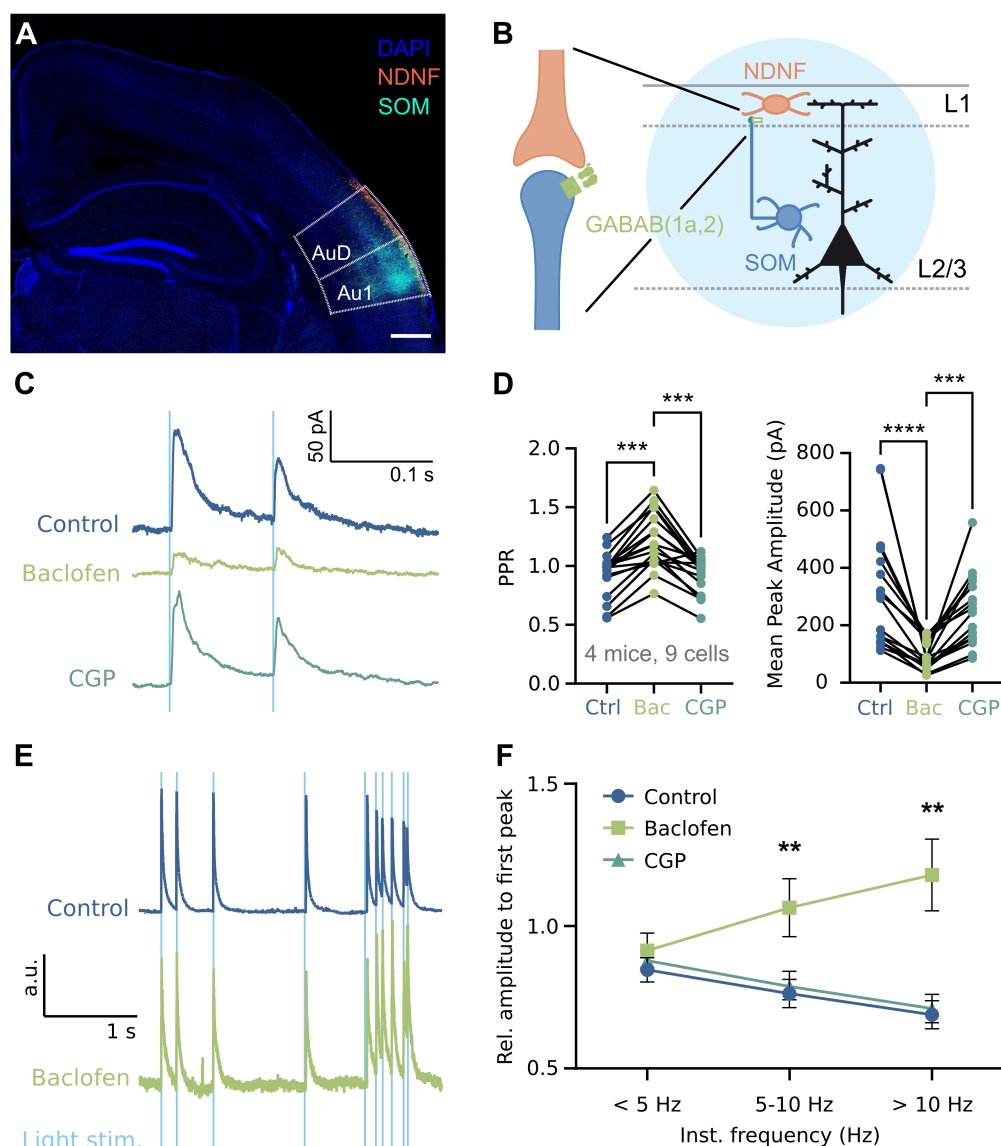 A
DAPI
NDNF
SOM
AuD
Au1
B
NDNF
L1
GABAB(1a,2)
SOM
L2/3
C
50 pA
0.1 s
Control
Baclofen
CGP
D
PPR
2.0
1.5
1.0
0.5
0.0
***
***
4 mice, 9 cells
Ctrl Bac CGP
Mean Peak Amplitude (pA)
800
600
400
200
0
****
***
Ctrl Bac CGP
E
Control
a.u.
1 s
Baclofen
Light stim.
F
Rel. amplitude to first peak
1.5
1.0
0.5
Control
Baclofen
CGP
**
**
< 5 Hz 5-10 Hz > 10 Hz
Inst. frequency (Hz)